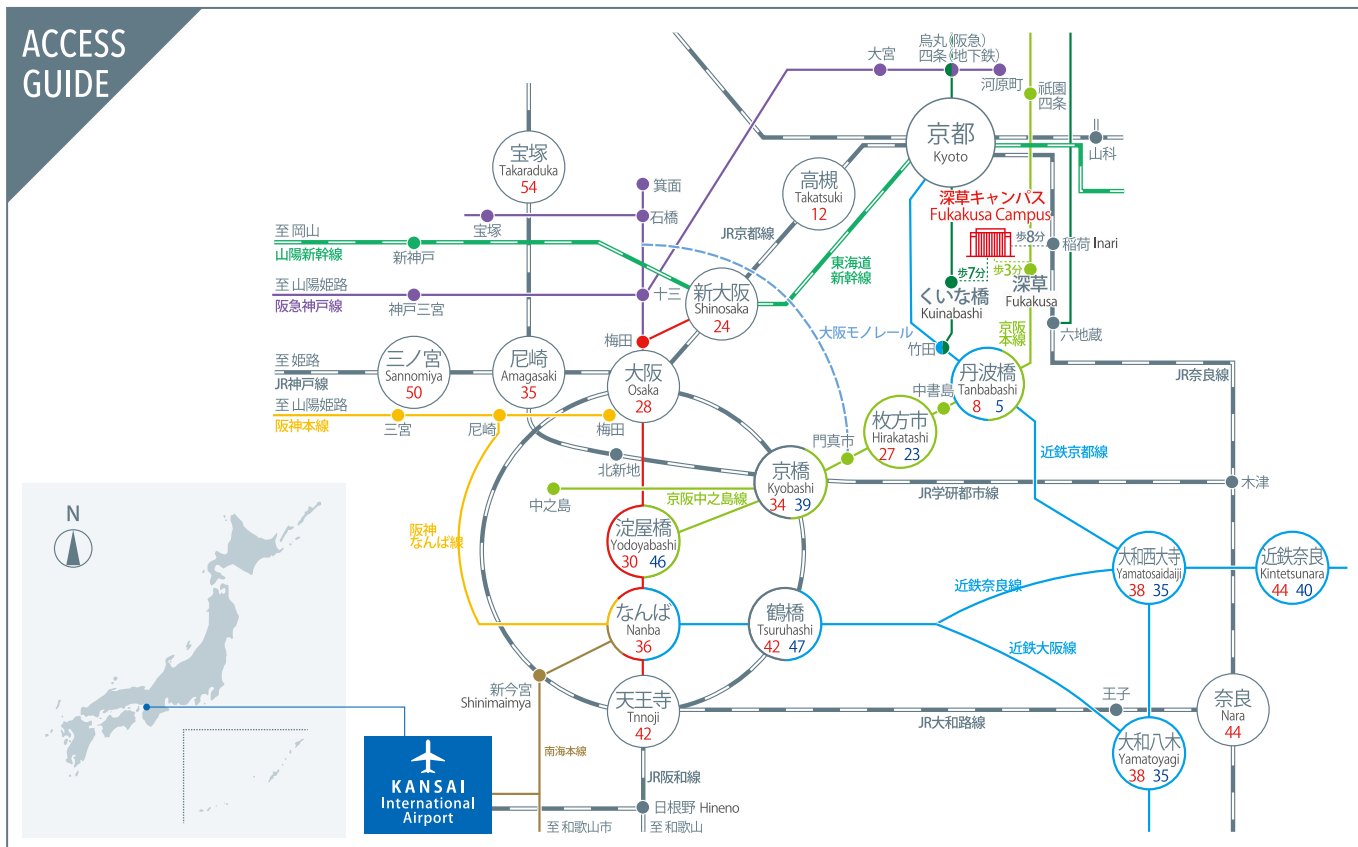 ACCESS
GUIDE
烏丸(阪急)
四条(地下鉄)
大宮
河原町
祇園
四条
京都
Kyoto
山科
宝塚
Takaraduka
54
高槻
Takatsuki
12
箕面
石橋
宝塚
JR京都線
深草キャンパス
Fukakusa Campus
歩8分
稲荷 Inari
歩3分
歩7分
至 岡山
山陽新幹線
新神戸
東海道
新幹線
深草
Fukakusa
くいな橋
Kuinabashi
至 山陽姫路
阪急神戸線
神戸三宮
十三
新大阪
Shinosaka
24
大阪モノレール
京阪
本線
六地蔵
梅田
竹田
至 姫路
JR神戸線
三ノ宮
Sannomiya
50
尼崎
Amagasaki
35
大阪
Osaka
28
丹波橋
Tanbabashi
8 5
JR奈良線
中書島
至 山陽姫路
阪神本線
三宮
尼崎
梅田
枚方市
Hirakatashi
27 23
門真市
近鉄京都線
北新地
京橋
Kyobashi
34 39
JR学研都市線
木津
中之島
京阪中之島線
N
阪神
なんば線
淀屋橋
Yodoyabashi
30 46
大和西大寺
Yamatosaidaiji
38 35
近鉄奈良
Kintetsunara
44 40
近鉄奈良線
なんば
Nanba
36
鶴橋
Tsuruhashi
42 47
近鉄大阪線
新今宮
Shinimaimya
天王寺
Tnnoji
42
王子
JR大和路線
奈良
Nara
44
大和八木
Yamatoyagi
38 35
南海本線
JR阪和線
KANSAI
International
Airport
日根野 Hineno
至 和歌山市
至 和歌山